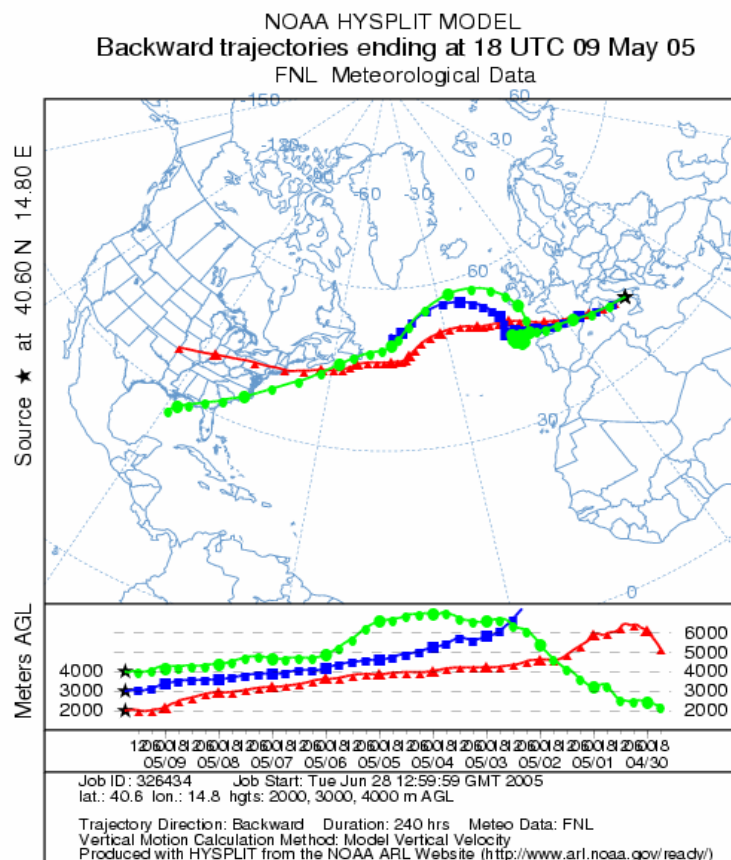 NOAA HYSPLIT MODEL
Backward trajectories ending at 18 UTC 09 May 05
FNL Meteorological Data
Source ★ at 40.60 N 14.80 E
-150
-120
-90
-60
-30
0
30
60
60
30
0
Meters AGL
4000
3000
2000
6000
5000
4000
3000
2000
05/09 05/08 05/07 05/06 05/05 05/04 05/03 05/02 05/01 04/30
Job ID: 326434 Job Start: Tue Jun 28 12:59:59 GMT 2005
lat.: 40.6 lon.: 14.8 hgts: 2000, 3000, 4000 m AGL
Trajectory Direction: Backward Duration: 240 hrs Meteo Data: FNL
Vertical Motion Calculation Method: Model Vertical Velocity
Produced with HYSPLIT from the NOAA ARL Website (http://www.arl.noaa.gov/ready/)